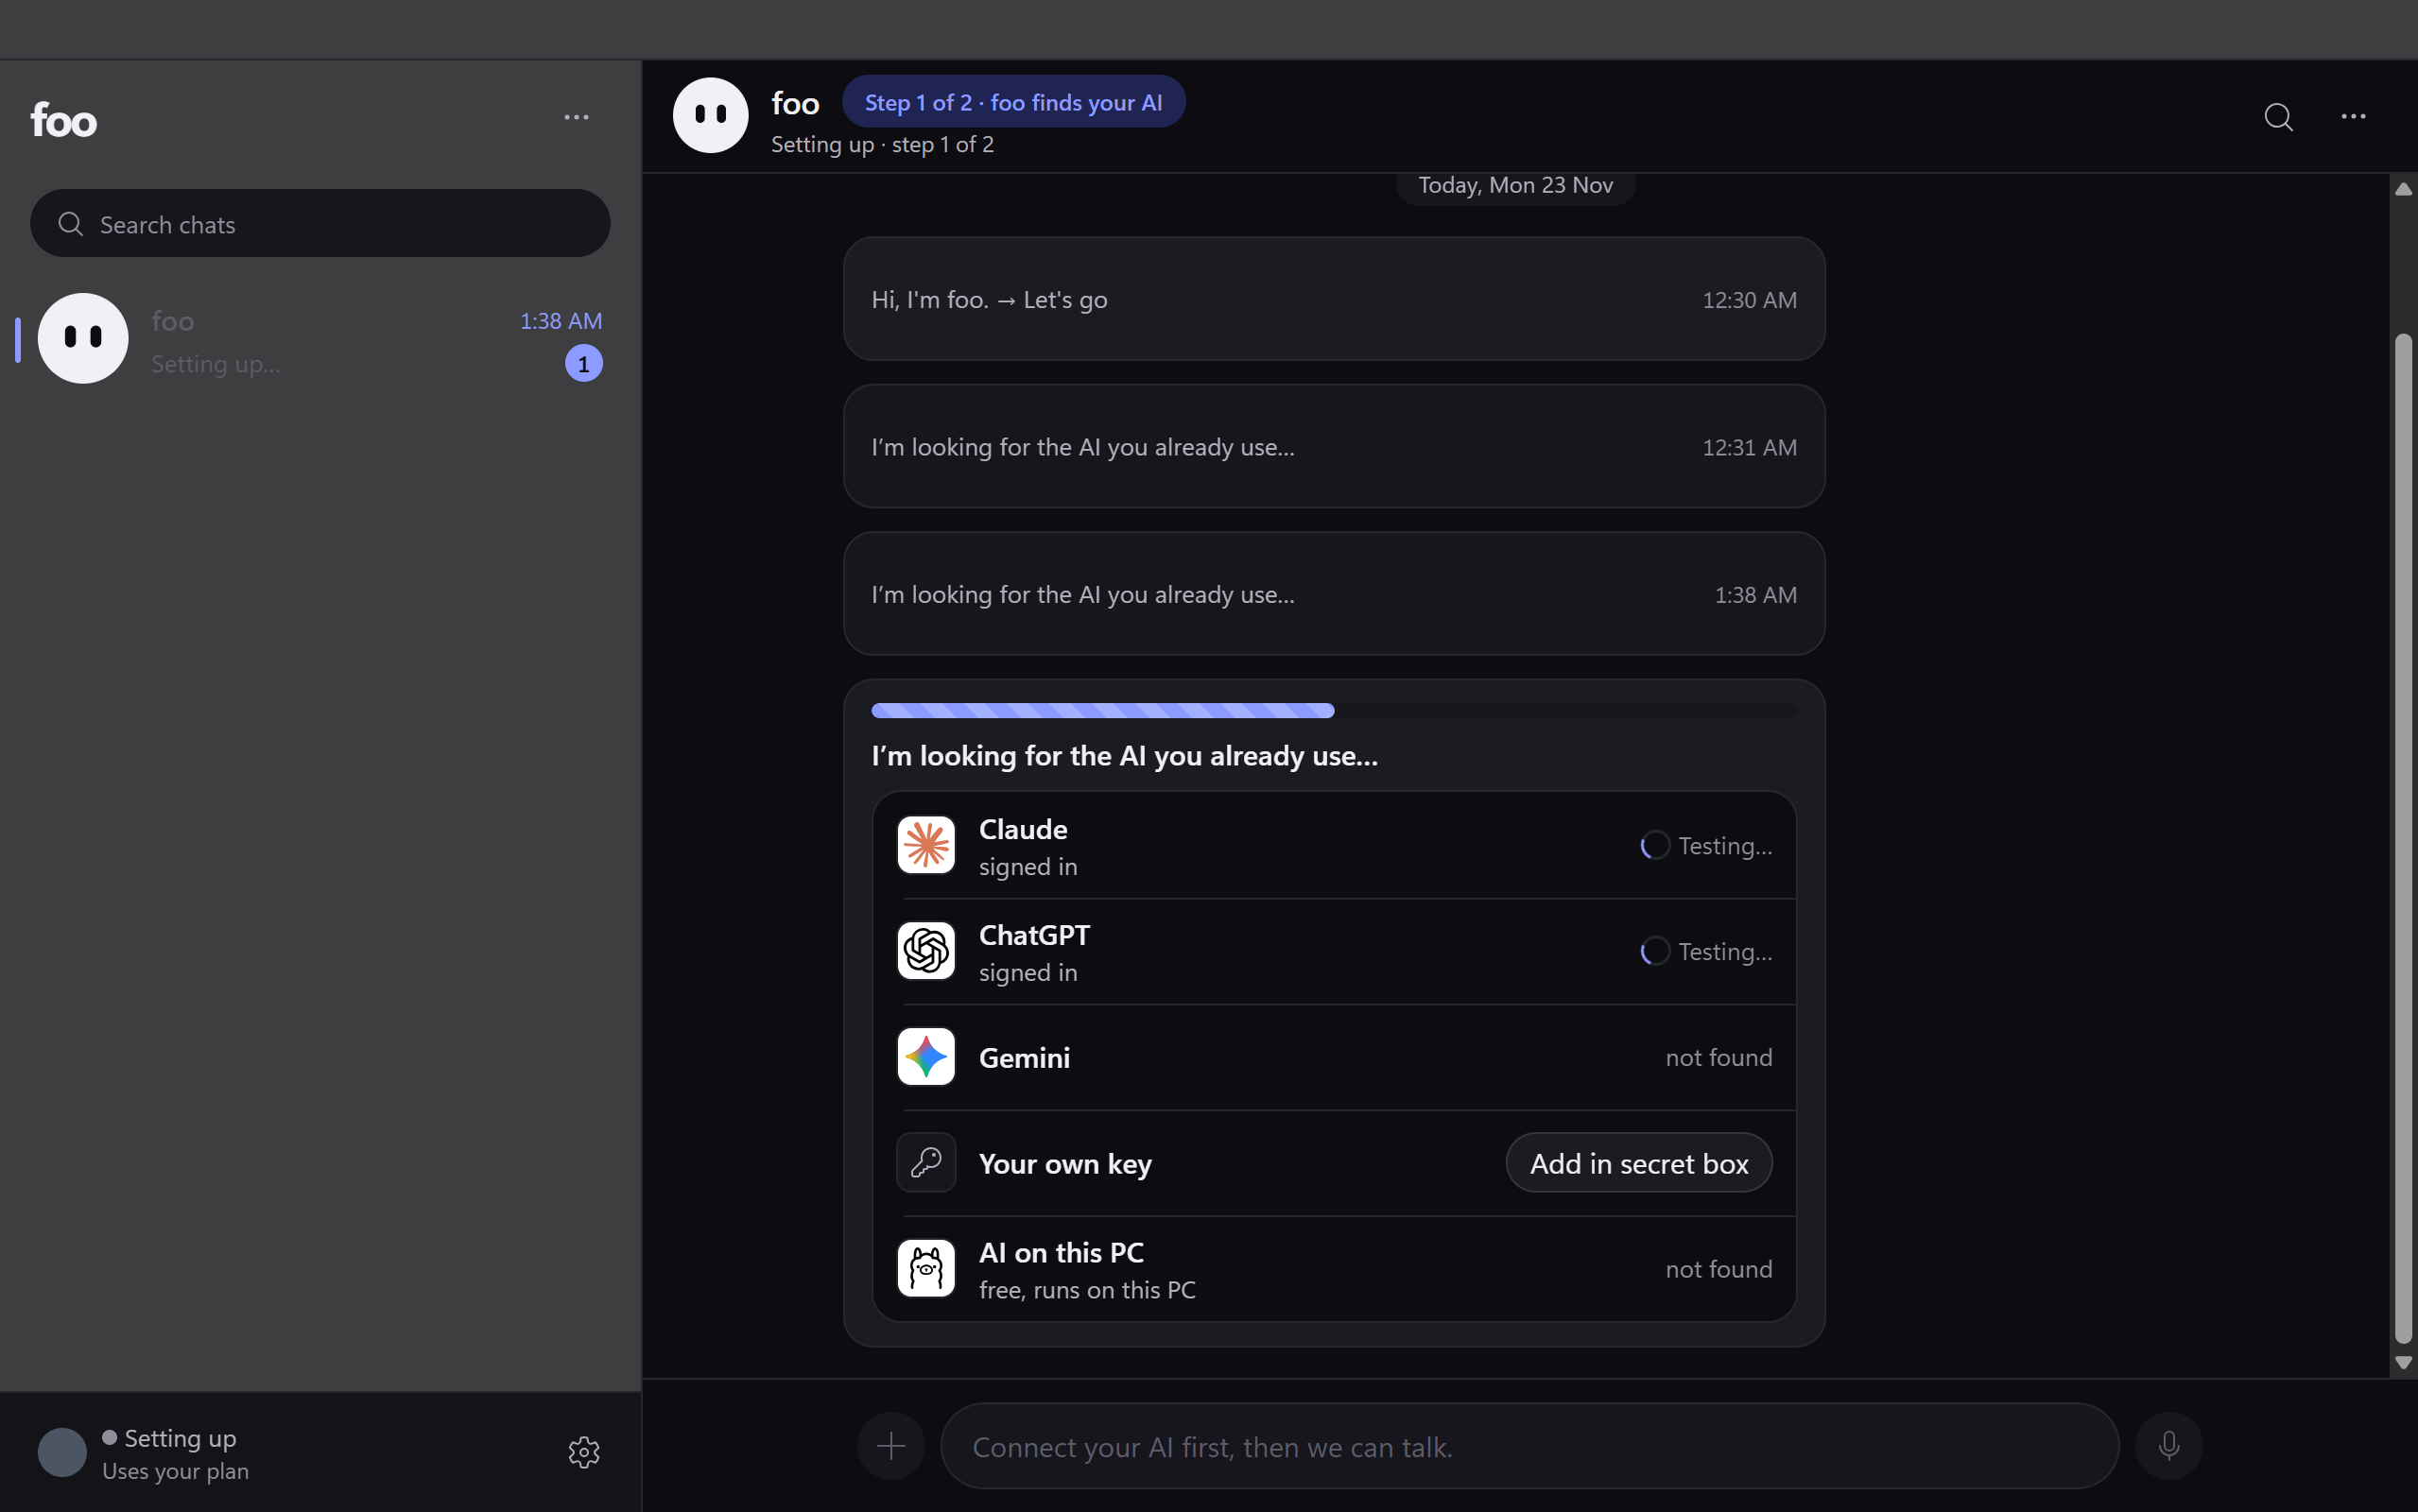 foo
Search chats
foo
1:38 AM
Setting up...
1
Setting up
Uses your plan
foo
Step 1 of 2 · foo finds your AI
Setting up · step 1 of 2
Today, Mon 23 Nov
Hi, I'm foo. → Let's go
12:30 AM
I’m looking for the AI you already use...
12:31 AM
I’m looking for the AI you already use...
1:38 AM
I’m looking for the AI you already use...
Claude
signed in
Testing...
ChatGPT
signed in
Testing...
Gemini
not found
Your own key
Add in secret box
AI on this PC
free, runs on this PC
not found
Connect your AI first, then we can talk.